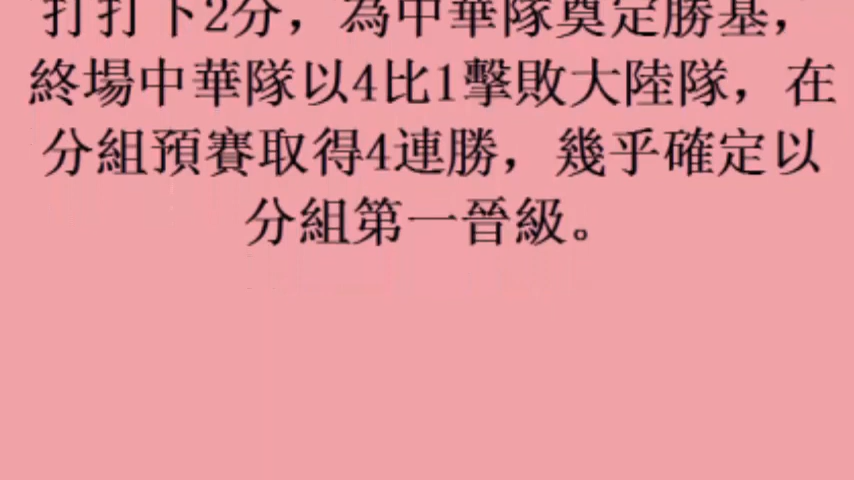 打打下2分，為中華隊奠定勝基，
終場中華隊以4比1擊敗大陸隊，在
分組預賽取得4連勝，幾乎確定以
分組第一晉級。